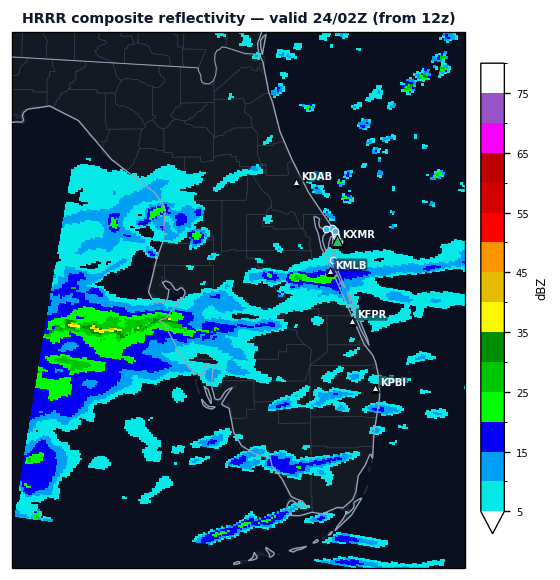 HRRR composite reflectivity — valid 24/02Z (from 12z)
KDAB
KXMR
KMLB
KFPR
KPBI
75
65
55
45
35
25
15
5
dBZ